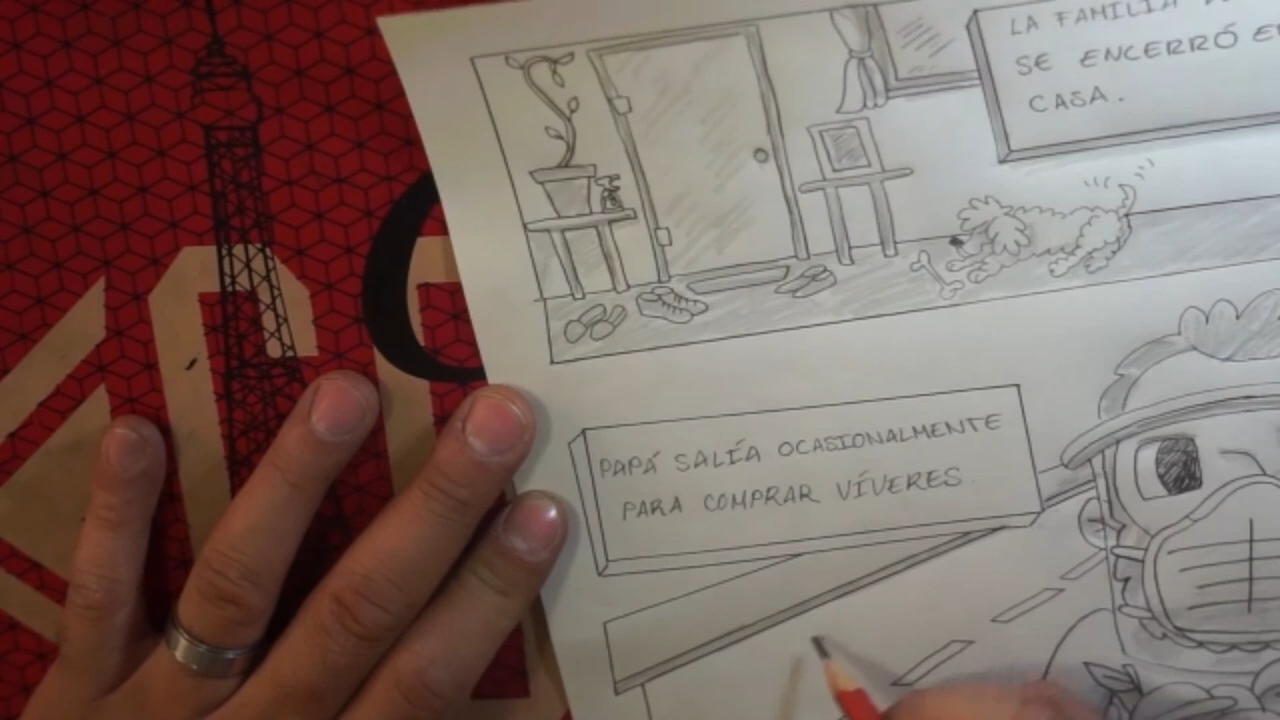 LA FAMILIA
SE ENCERRÓ
CASA.
PAPÁ SALÍA OCASIONALMENTE
PARA COMPRAR VÍVERES.